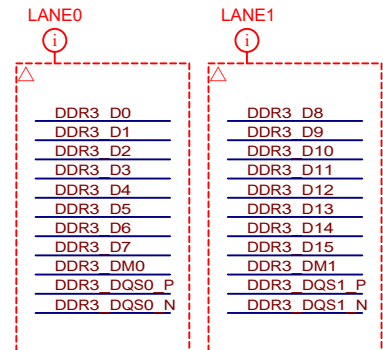 LANE0
i
DDR3_D0
DDR3_D1
DDR3_D2
DDR3_D3
DDR3_D4
DDR3_D5
DDR3_D6
DDR3_D7
DDR3_DM0
DDR3_DQS0_P
DDR3_DQS0_N
LANE1
i
DDR3_D8
DDR3_D9
DDR3_D10
DDR3_D11
DDR3_D12
DDR3_D13
DDR3_D14
DDR3_D15
DDR3_DM1
DDR3_DQS1_P
DDR3_DQS1_N